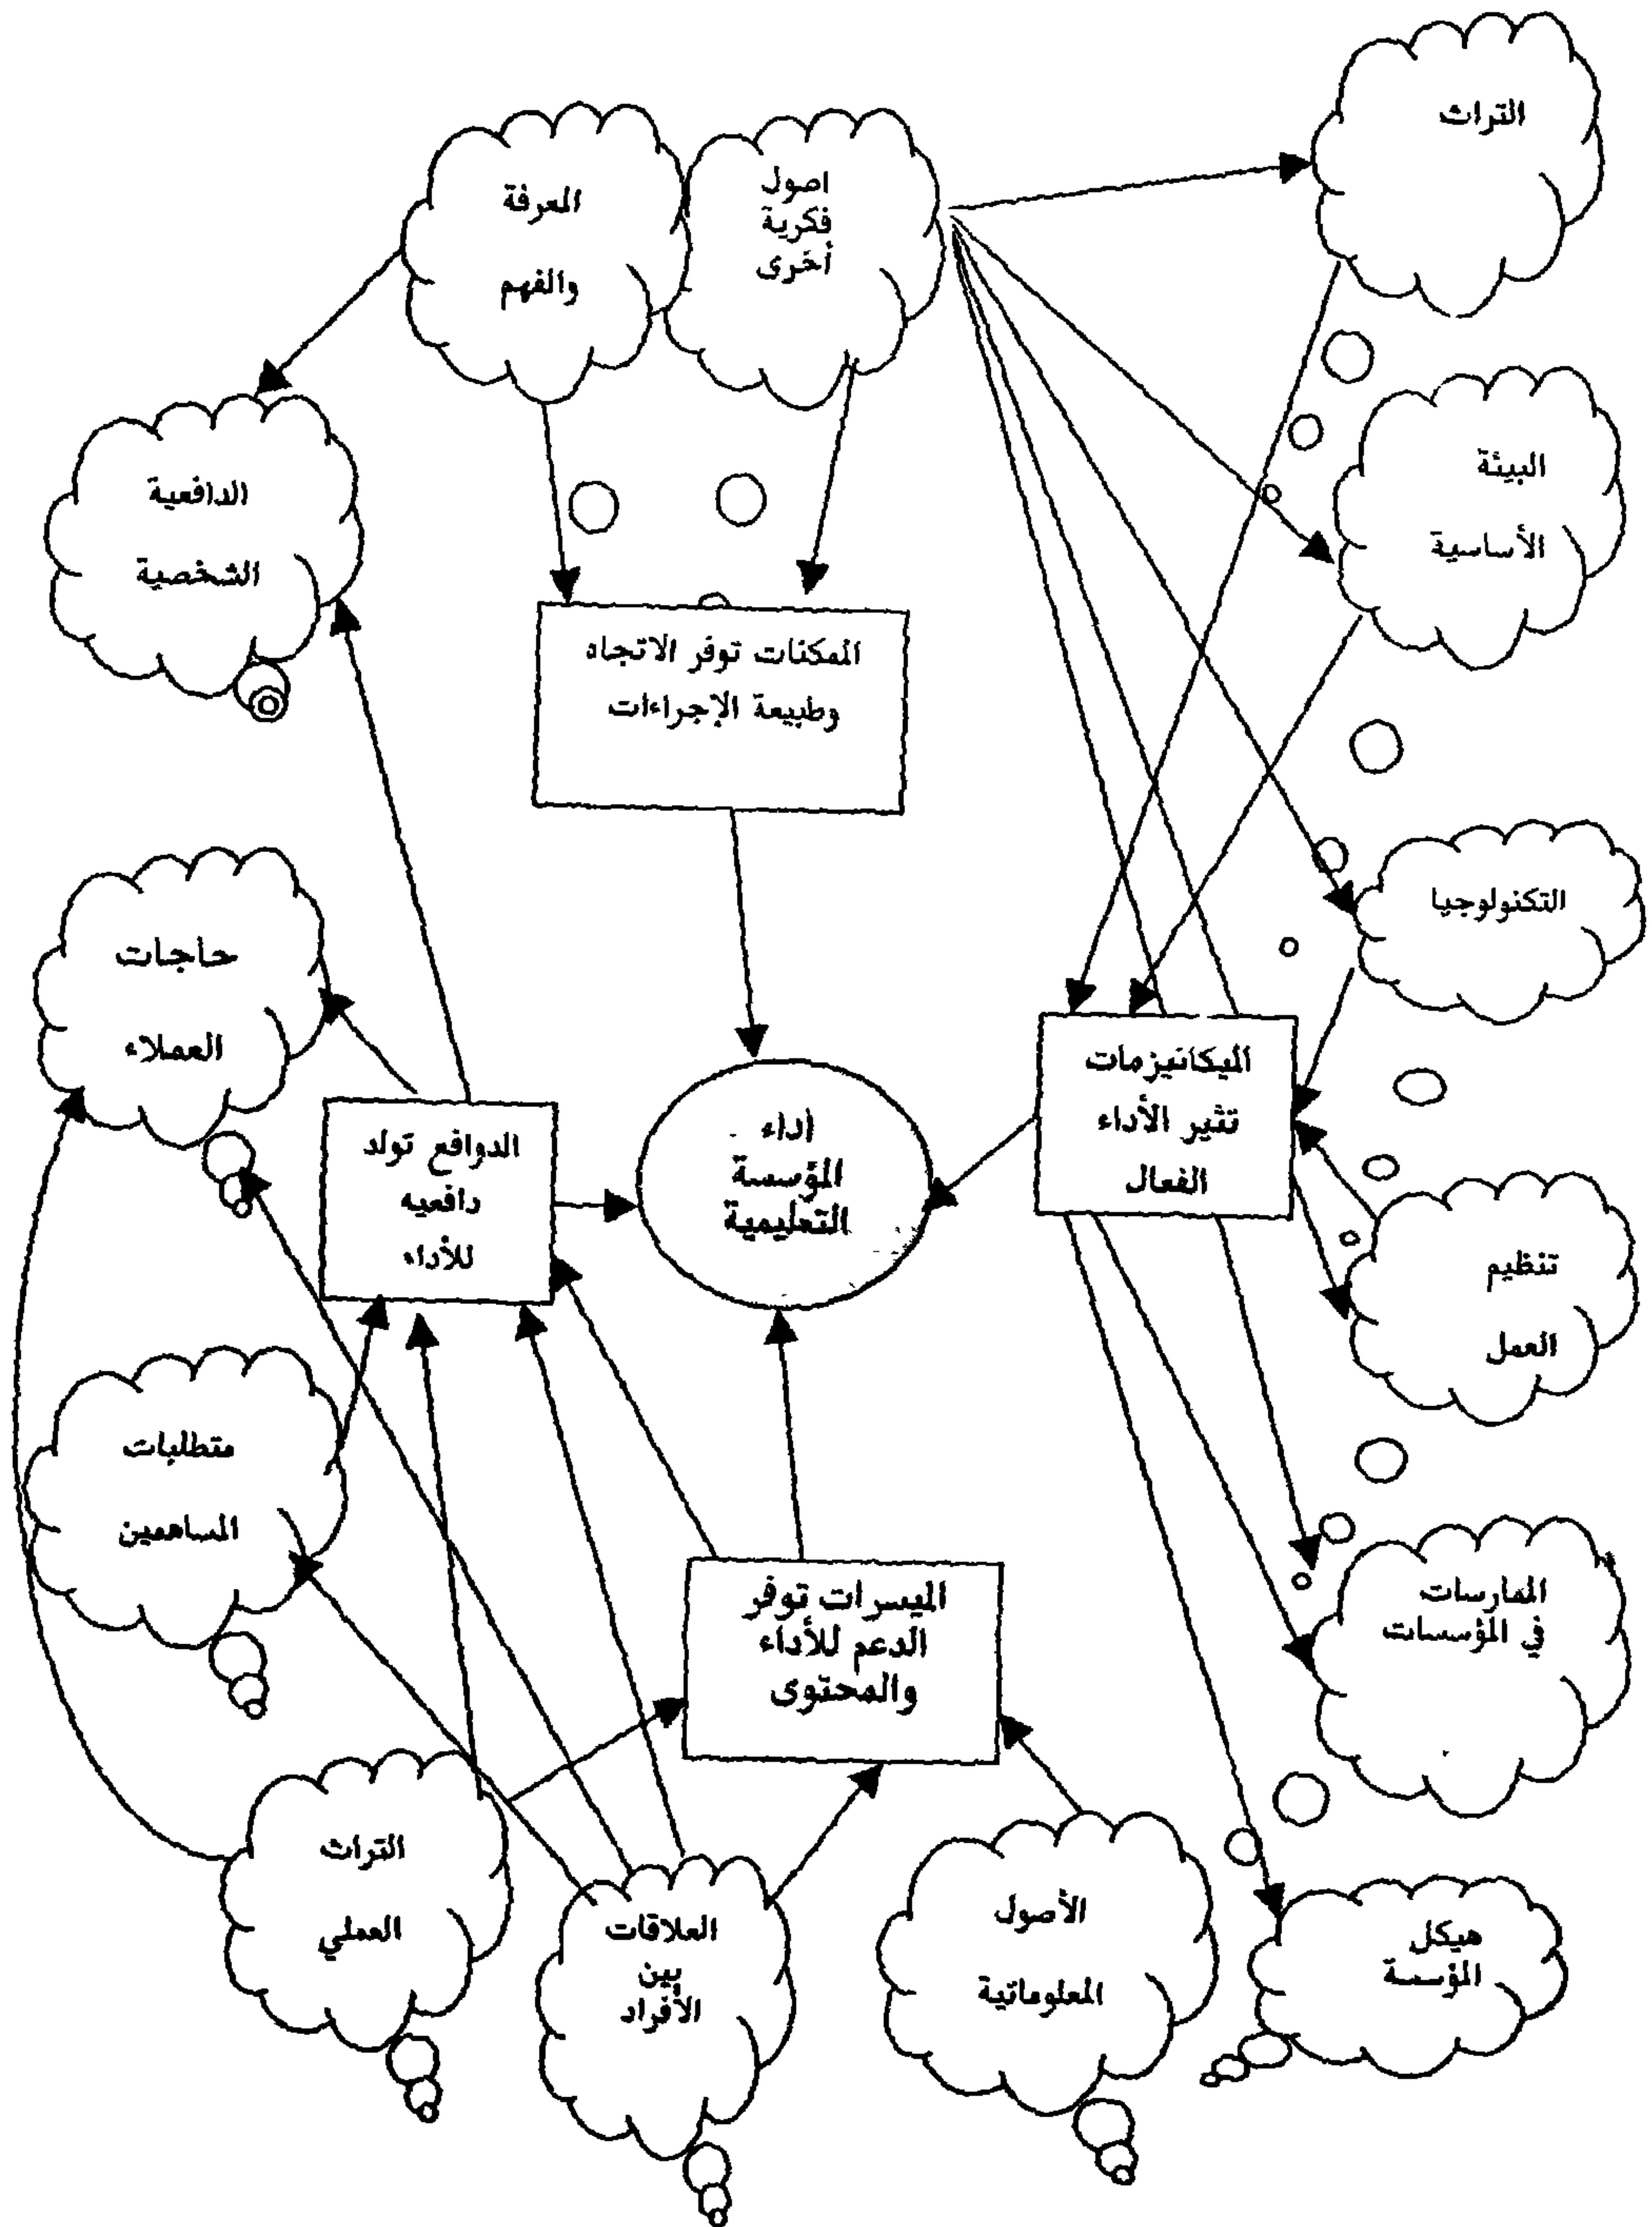 التراث
اصول
فكرية
أخرى
المعرفة
والفهم
البيئة
الأساسية
الدافعية
الشخصية
الممكنات توفر الاتجاه
وطبيعة الإجراءات
التكنولوجيا
حاجات
العملاء
الميكانيزمات
تثير الأداء
الفعال
أداء
المؤسسة
التعليمية
الدوافع تولد
دافعيه
للأداء
تنظيم
العمل
متطلبات
المساهمين
الممارسات
في المؤسسات
الميسرات توفر
الدعم للأداء
والمحتوى
التراث
العملي
العلاقات
بين
الأفراد
الأصول
المعلوماتية
هيكل
المؤسسة